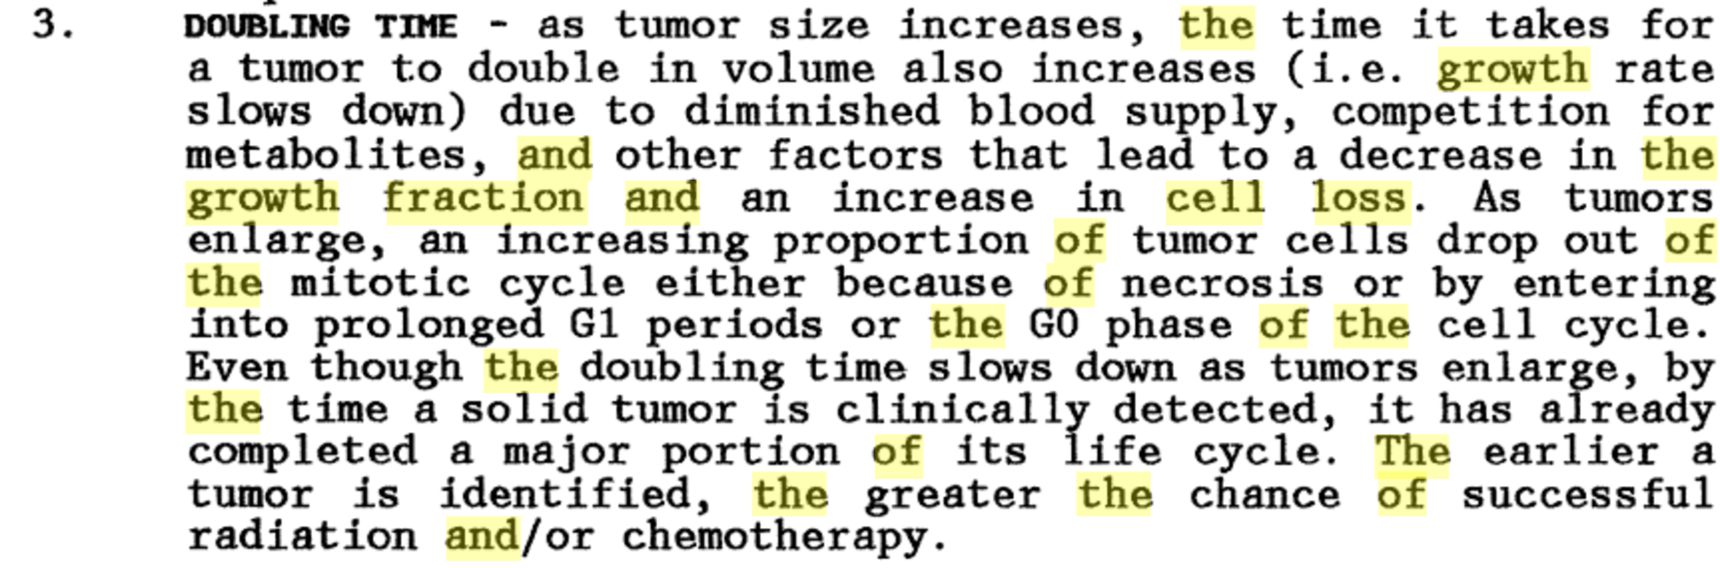 3. DOUBLING TIME - as tumor size increases, the time it takes for
a tumor to double in volume also increases (i.e. growth rate
slows down) due to diminished blood supply, competition for
metabolites, and other factors that lead to a decrease in the
growth fraction and an increase in cell loss. As tumors
enlarge, an increasing proportion of tumor cells drop out of
the mitotic cycle either because of necrosis or by entering
into prolonged G1 periods or the G0 phase of the cell cycle.
Even though the doubling time slows down as tumors enlarge, by
the time a solid tumor is clinically detected, it has already
completed a major portion of its life cycle. The earlier a
tumor is identified, the greater the chance of successful
radiation and/or chemotherapy.